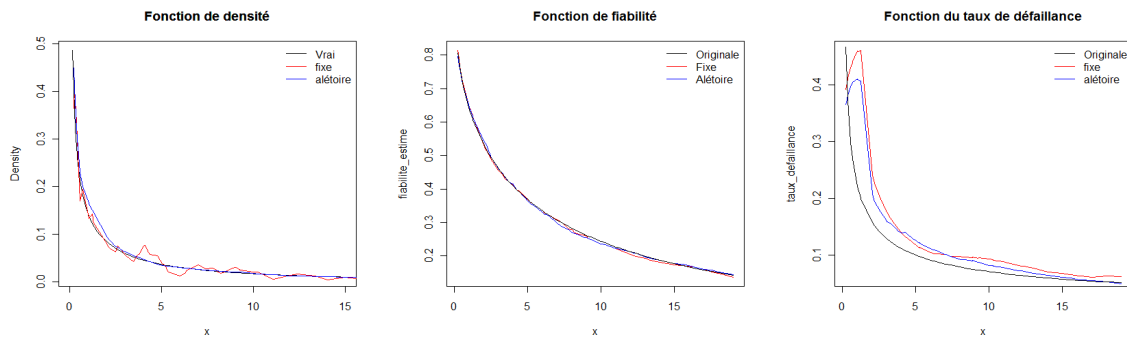 Fonction de densité
Density
0.0
0.1
0.2
0.3
0.4
0.5
Vrai
fixe
alétoire
0
5
10
15
x
Fonction de fiabilité
fiabilite_estime
0.2
0.3
0.4
0.5
0.6
0.7
0.8
Originale
Fixe
Alétoire
0
5
10
15
x
Fonction du taux de défaillance
taux_defaillance
0.1
0.2
0.3
0.4
Originale
fixe
alétoire
0
5
10
15
x